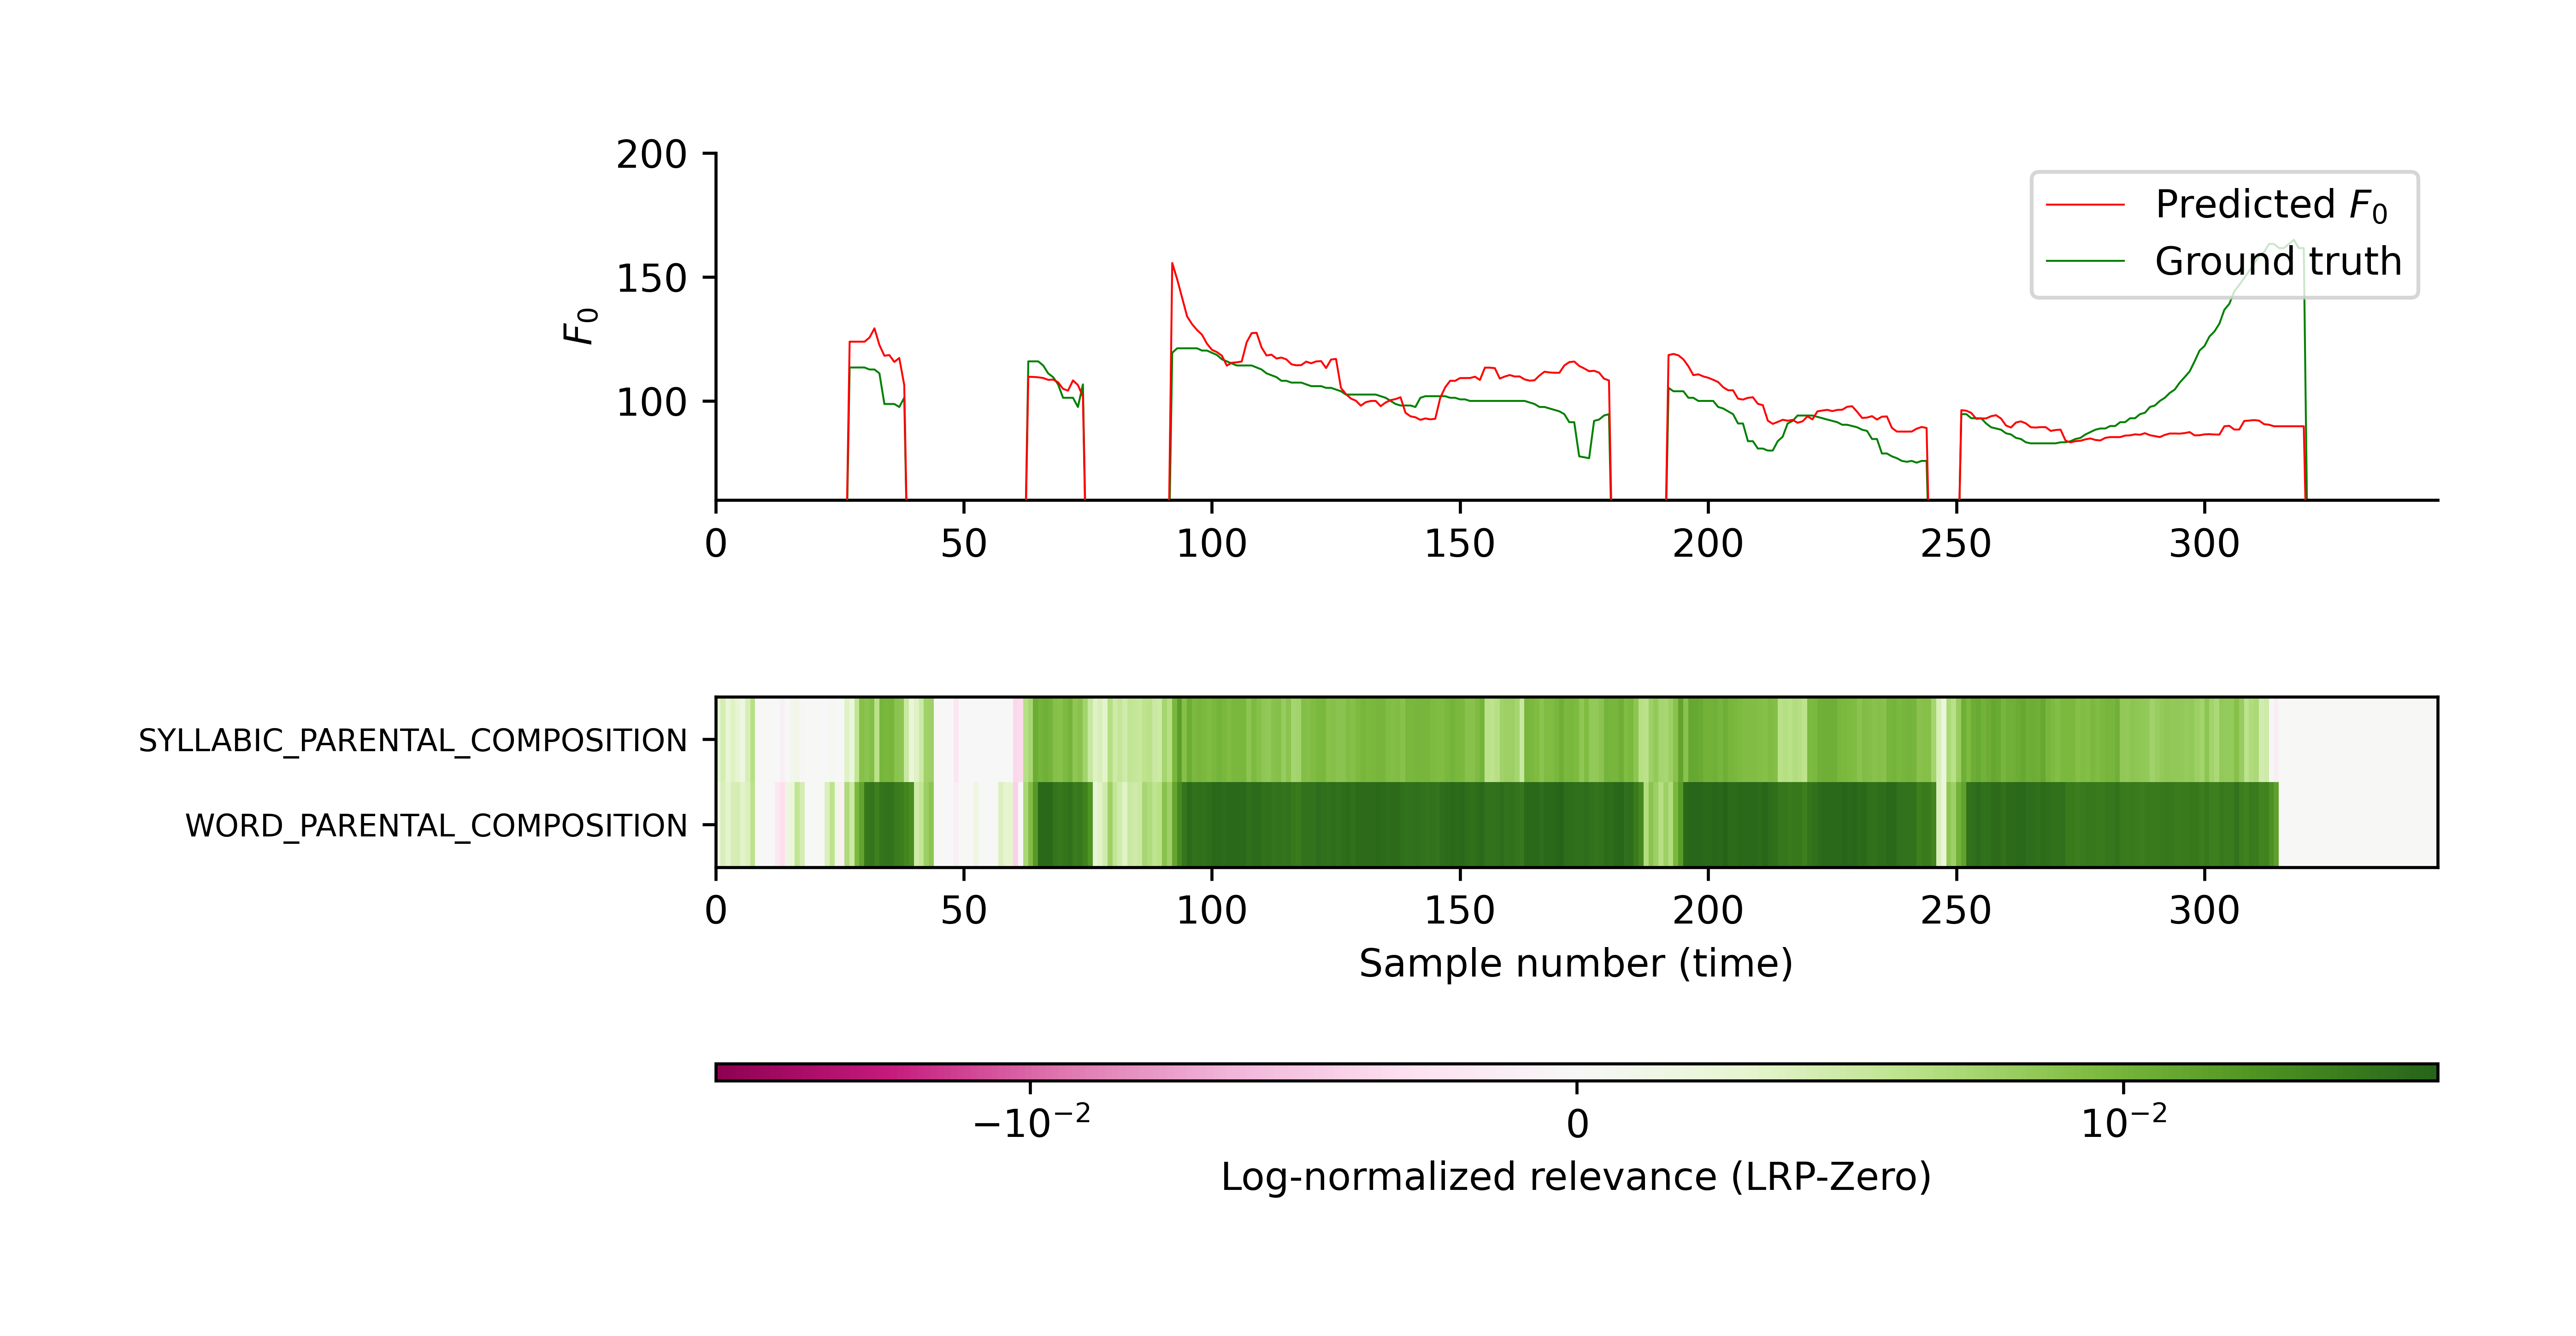 200
150
100
F₀
Predicted F₀
Ground truth
0 50 100 150 200 250 300
SYLLABIC_PARENTAL_COMPOSITION
WORD_PARENTAL_COMPOSITION
0 50 100 150 200 250 300
Sample number (time)
−10⁻² 0 10⁻²
Log-normalized relevance (LRP-Zero)